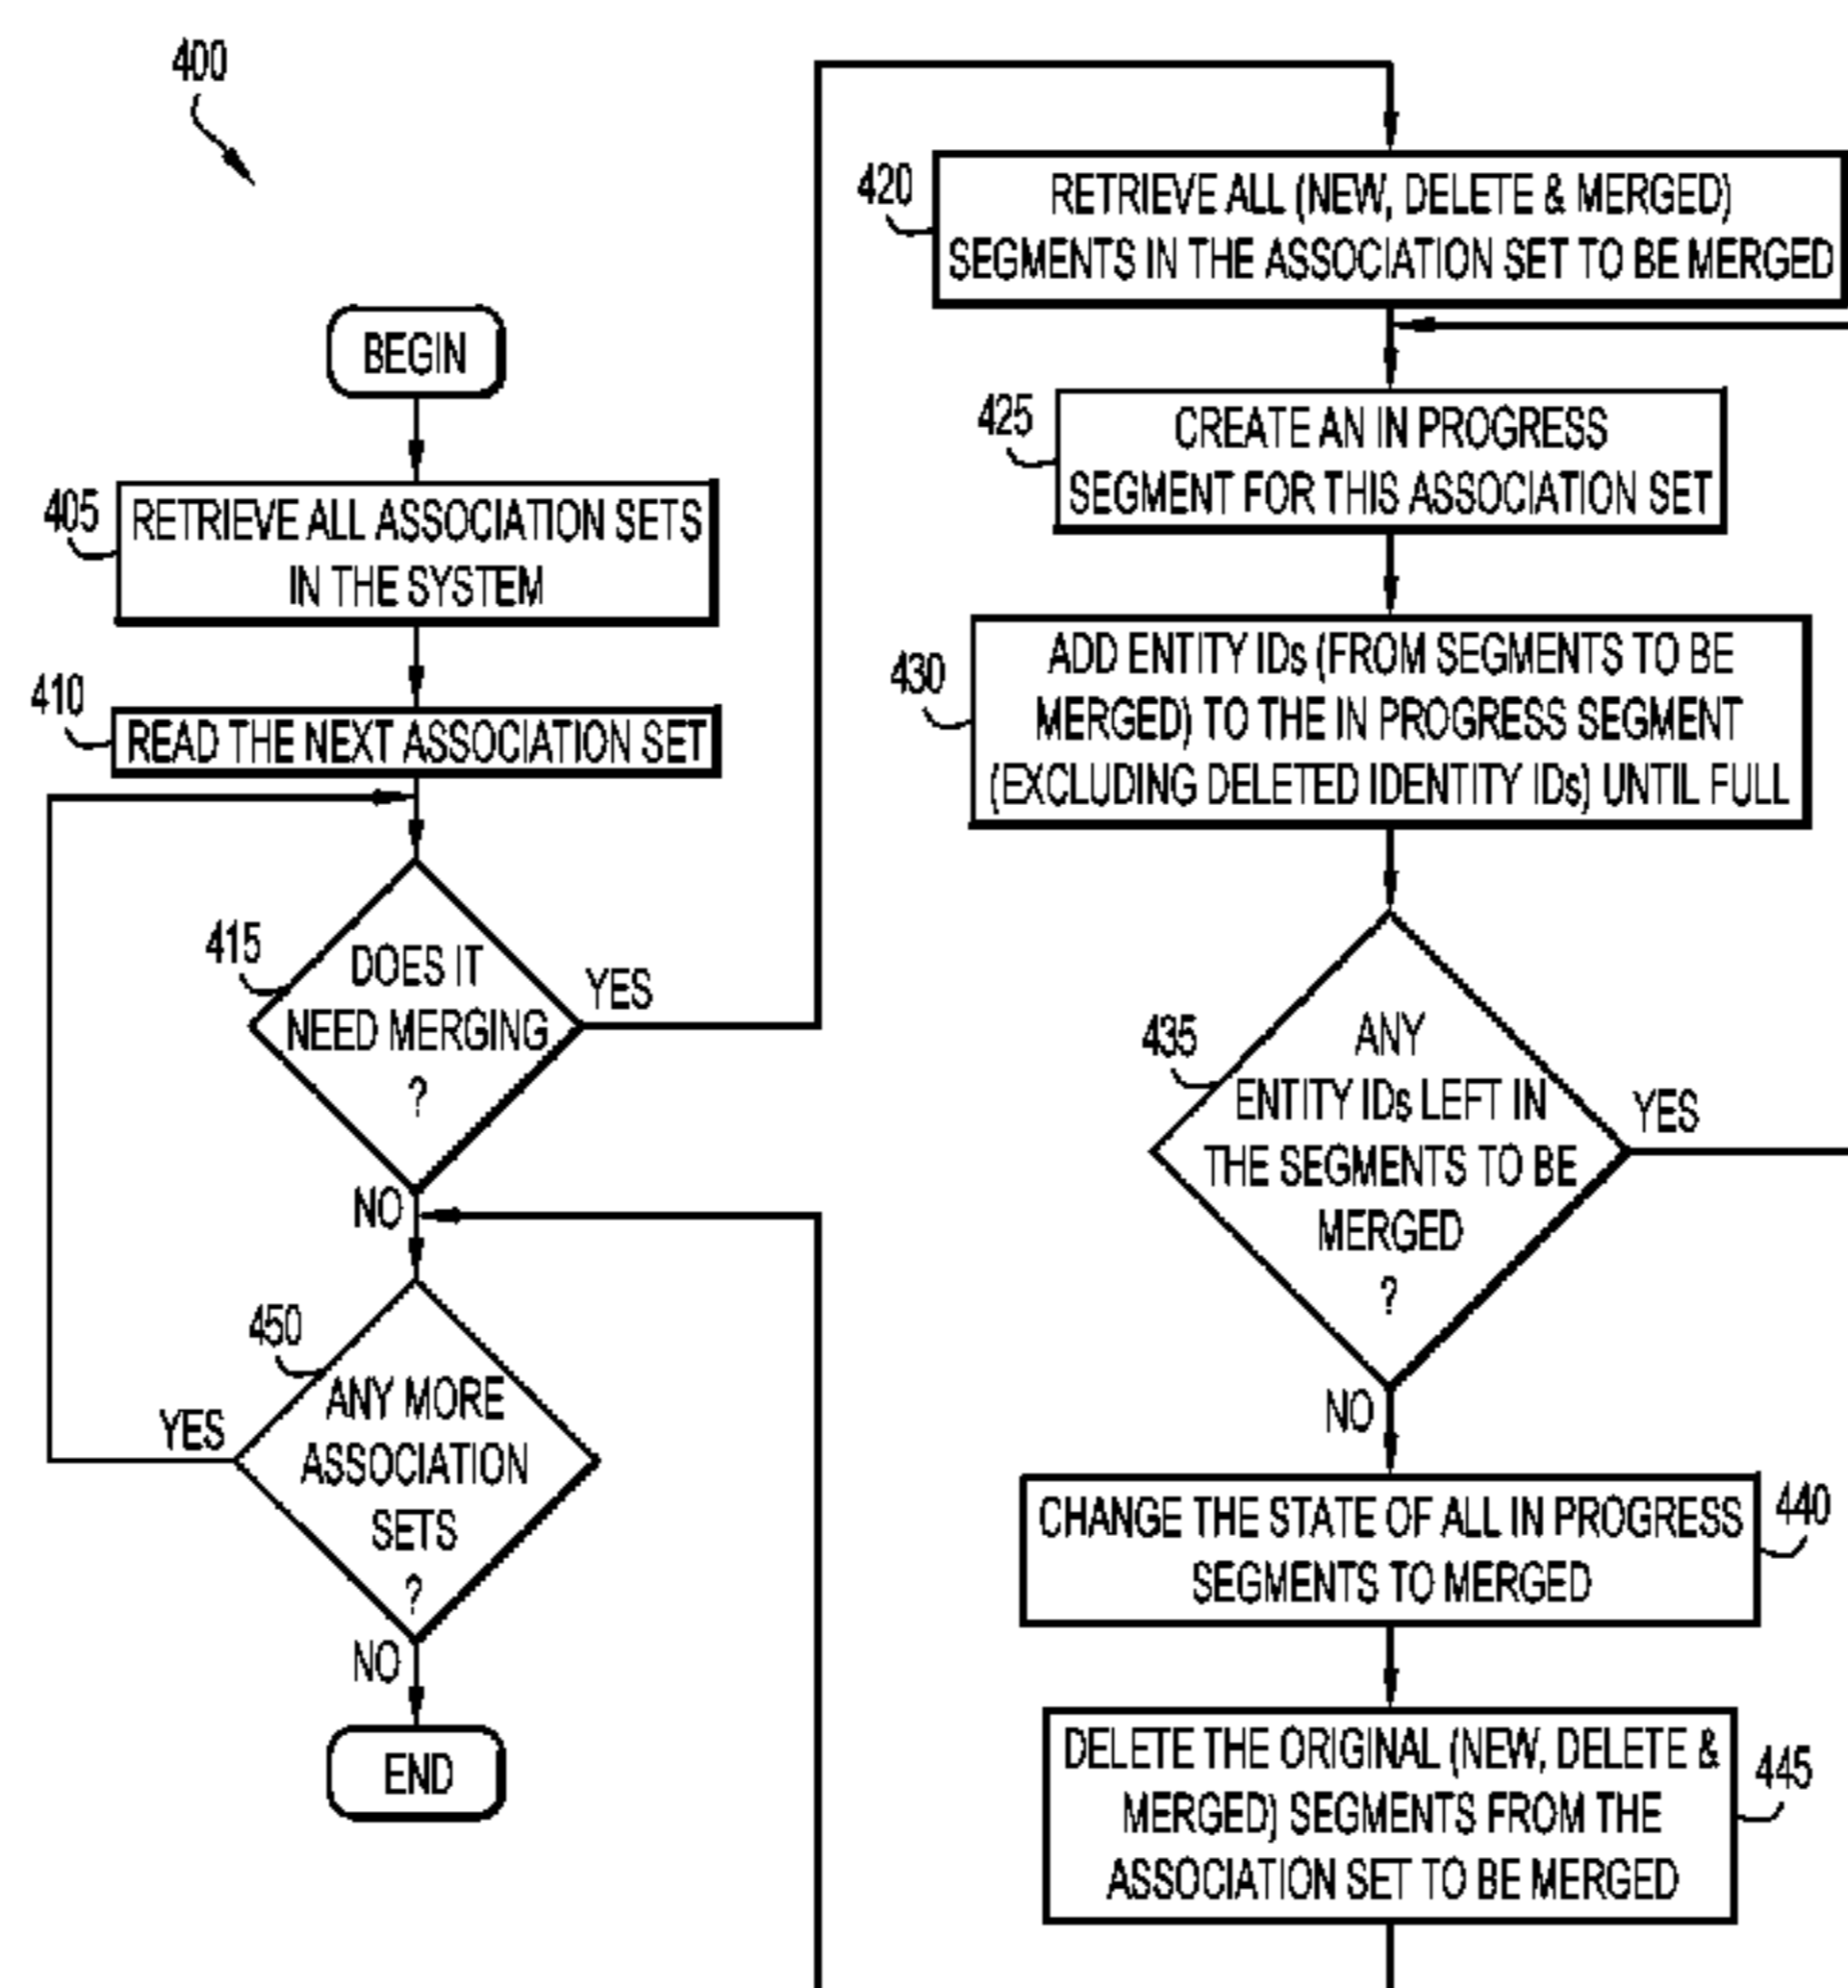 400
BEGIN
405
RETRIEVE ALL ASSOCIATION SETS
IN THE SYSTEM
410
READ THE NEXT ASSOCIATION SET
415
DOES IT
NEED MERGING
?
YES
NO
450
ANY MORE
ASSOCIATION
SETS
?
YES
NO
END
420
RETRIEVE ALL (NEW, DELETE & MERGED)
SEGMENTS IN THE ASSOCIATION SET TO BE MERGED
425
CREATE AN IN PROGRESS
SEGMENT FOR THIS ASSOCIATION SET
430
ADD ENTITY IDs (FROM SEGMENTS TO BE
MERGED) TO THE IN PROGRESS SEGMENT
(EXCLUDING DELETED IDENTITY IDs) UNTIL FULL
435
ANY
ENTITY IDs LEFT IN
THE SEGMENTS TO BE
MERGED
?
YES
NO
440
CHANGE THE STATE OF ALL IN PROGRESS
SEGMENTS TO MERGED
445
DELETE THE ORIGINAL (NEW, DELETE &
MERGED) SEGMENTS FROM THE
ASSOCIATION SET TO BE MERGED